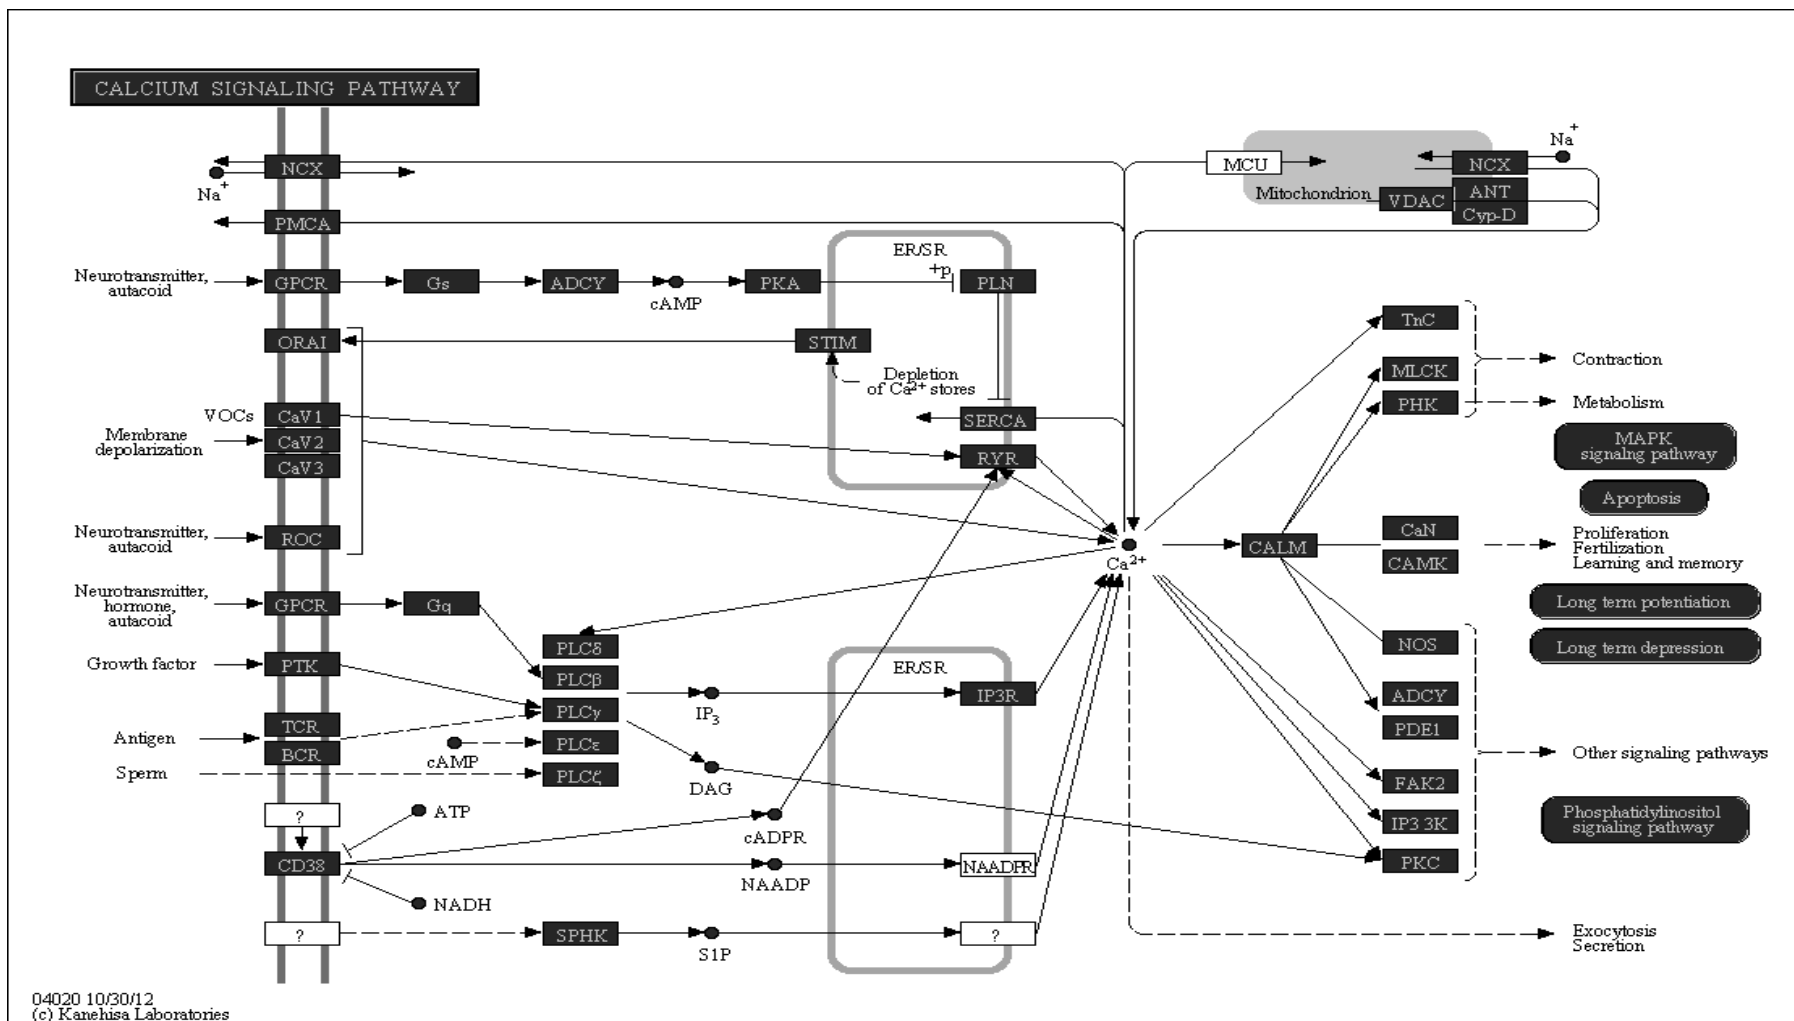 CALCIUM SIGNALING PATHWAY
NCX
Na+
PMCA
Neurotransmitter,
autacoid
GPCR
Gs
ADCY
cAMP
PKA
+p
ER/SR
PLN
ORAI
STIM
Depletion
of Ca2+ stores
VOCs
CaV1
Membrane
depolarization
CaV2
CaV3
SERCA
RYR
Neurotransmitter,
autacoid
ROC
Neurotransmitter,
hormone,
autacoid
GPCR
Gq
PLCδ
Growth factor
PTK
PLCβ
IP3
ER/SR
IP3R
Antigen
TCR
BCR
PLCγ
cAMP
PLCε
Sperm
PLCζ
DAG
?
ATP
cADPR
CD38
NAADP
NAADPR
NADH
?
SPHK
S1P
?
MCU
Mitochondrion
Na+
NCX
VDAC
ANT
Cyp-D
Ca2+
CALM
TnC
MLCK
PHK
Contraction
Metabolism
MAPK
signalng pathway
Apoptosis
CaN
CAMK
Proliferation
Fertilization
Learning and memory
Long term potentiation
Long term depression
NOS
ADCY
PDE1
Other signaling pathways
FAK2
IP3 3K
PKC
Phosphatidylinositol
signaling pathway
Exocytosis
Secretion
04020 10/30/12
(c) Kanehisa Laboratories